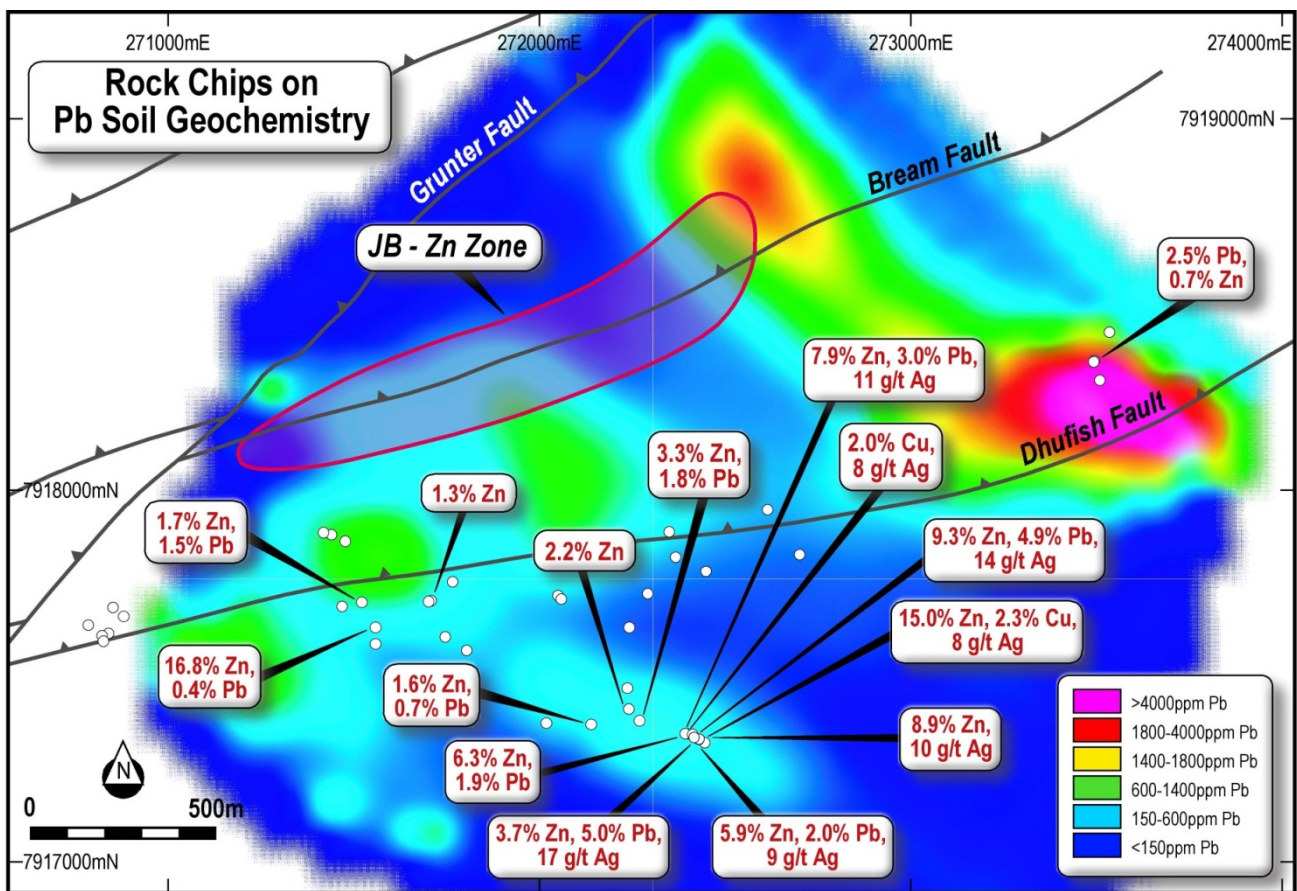 271000mE
272000mE
273000mE
274000mE
Rock Chips on
Pb Soil Geochemistry
7919000mN
Grunter Fault
Bream Fault
JB - Zn Zone
2.5% Pb,
0.7% Zn
7.9% Zn, 3.0% Pb,
11 g/t Ag
Dhufish Fault
2.0% Cu,
8 g/t Ag
3.3% Zn,
1.8% Pb
1.3% Zn
7918000mN
1.7% Zn,
1.5% Pb
2.2% Zn
9.3% Zn, 4.9% Pb,
14 g/t Ag
15.0% Zn, 2.3% Cu,
8 g/t Ag
16.8% Zn,
0.4% Pb
1.6% Zn,
0.7% Pb
8.9% Zn,
10 g/t Ag
6.3% Zn,
1.9% Pb
3.7% Zn, 5.0% Pb,
17 g/t Ag
5.9% Zn, 2.0% Pb,
9 g/t Ag
>4000ppm Pb
1800-4000ppm Pb
1400-1800ppm Pb
600-1400ppm Pb
150-600ppm Pb
<150ppm Pb
N
0 500m
7917000mN